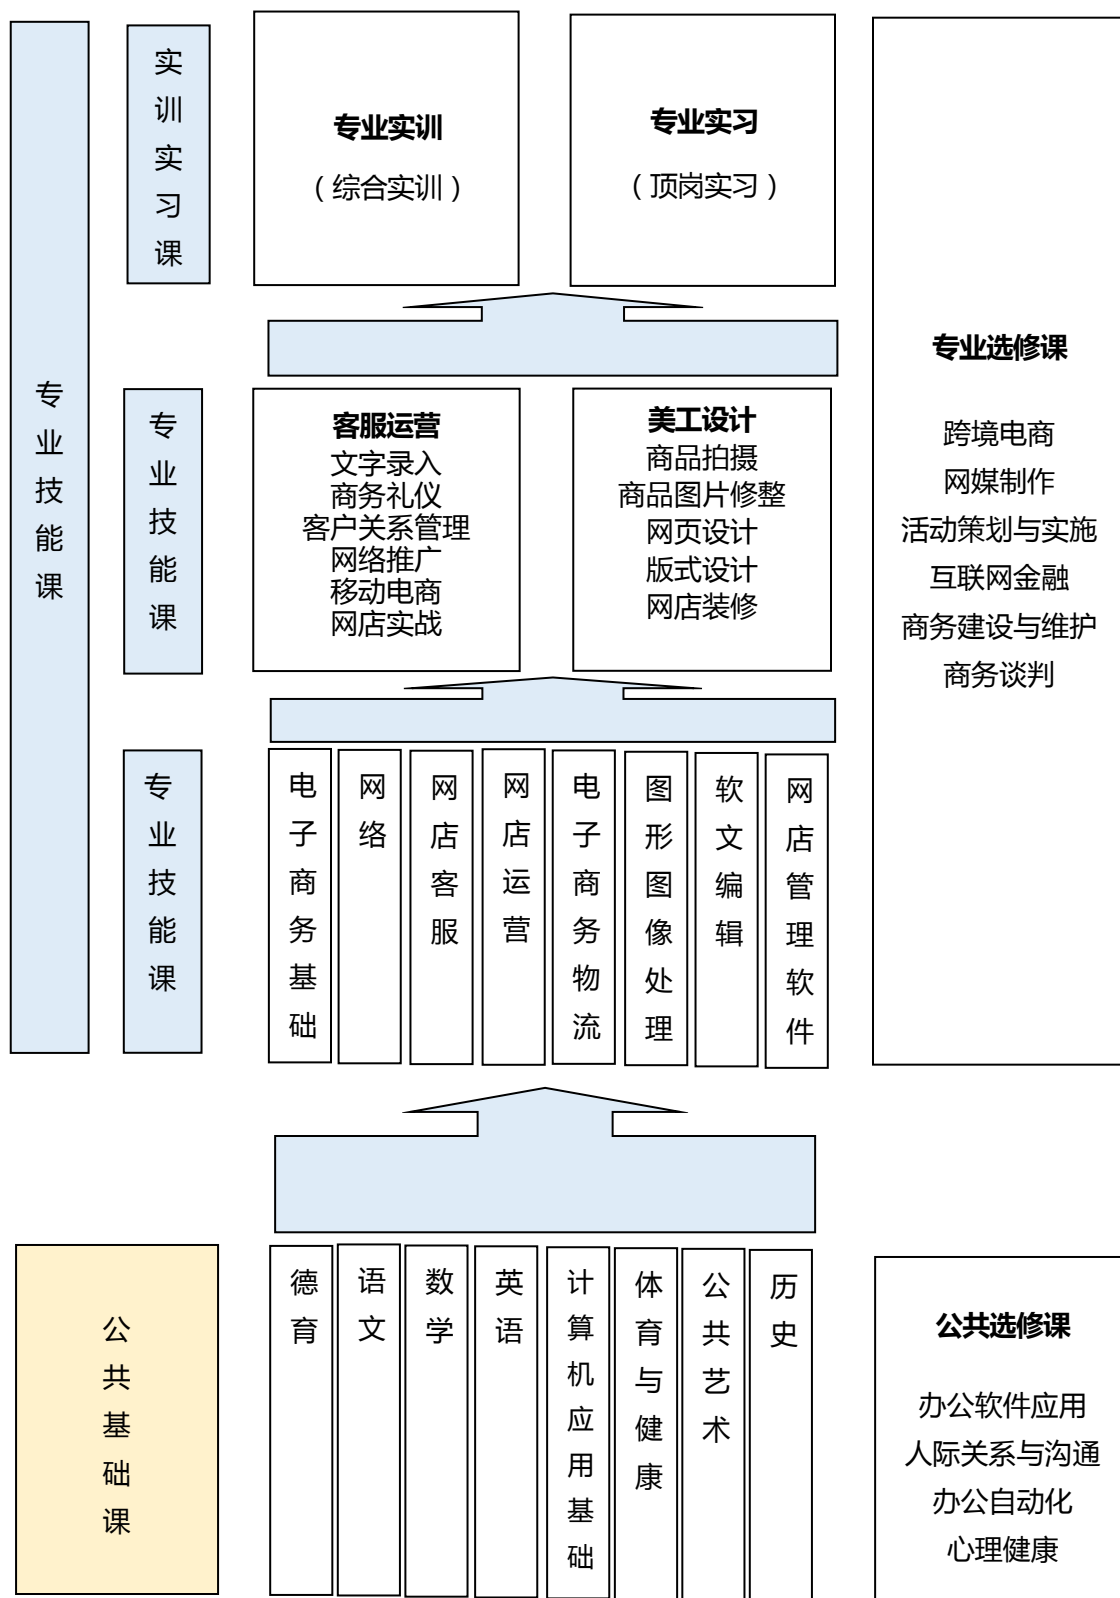 专业技能课
实训实习课
专业实训
（综合实训）
专业实习
（顶岗实习）
专业选修课
跨境电商
网媒制作
活动策划与实施
互联网金融
商务建设与维护
商务谈判
专业技能课
客服运营
文字录入
商务礼仪
客户关系管理
网络推广
移动电商
网店实战
美工设计
商品拍摄
商品图片修整
网页设计
版式设计
网店装修
专业技能课
电子商务基础
网络
网店客服
网店运营
电子商务物流
图形图像处理
软文编辑
网店管理软件
公共基础课
德育
语文
数学
英语
计算机应用基础
体育与健康
公共艺术
历史
公共选修课
办公软件应用
人际关系与沟通
办公自动化
心理健康